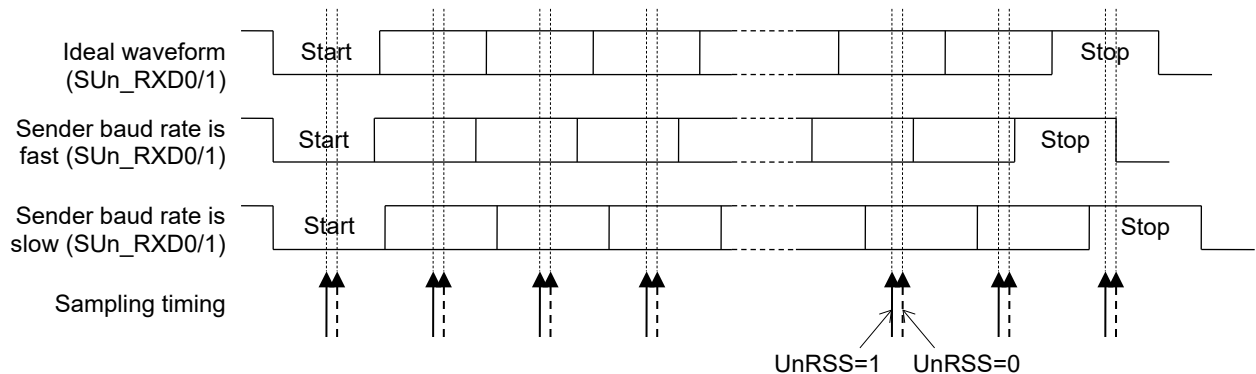 Ideal waveform
(SUn_RXD0/1)
Start
Stop
Sender baud rate is
fast (SUn_RXD0/1)
Start
Stop
Sender baud rate is
slow (SUn_RXD0/1)
Start
Stop
Sampling timing
UnRSS=1
UnRSS=0